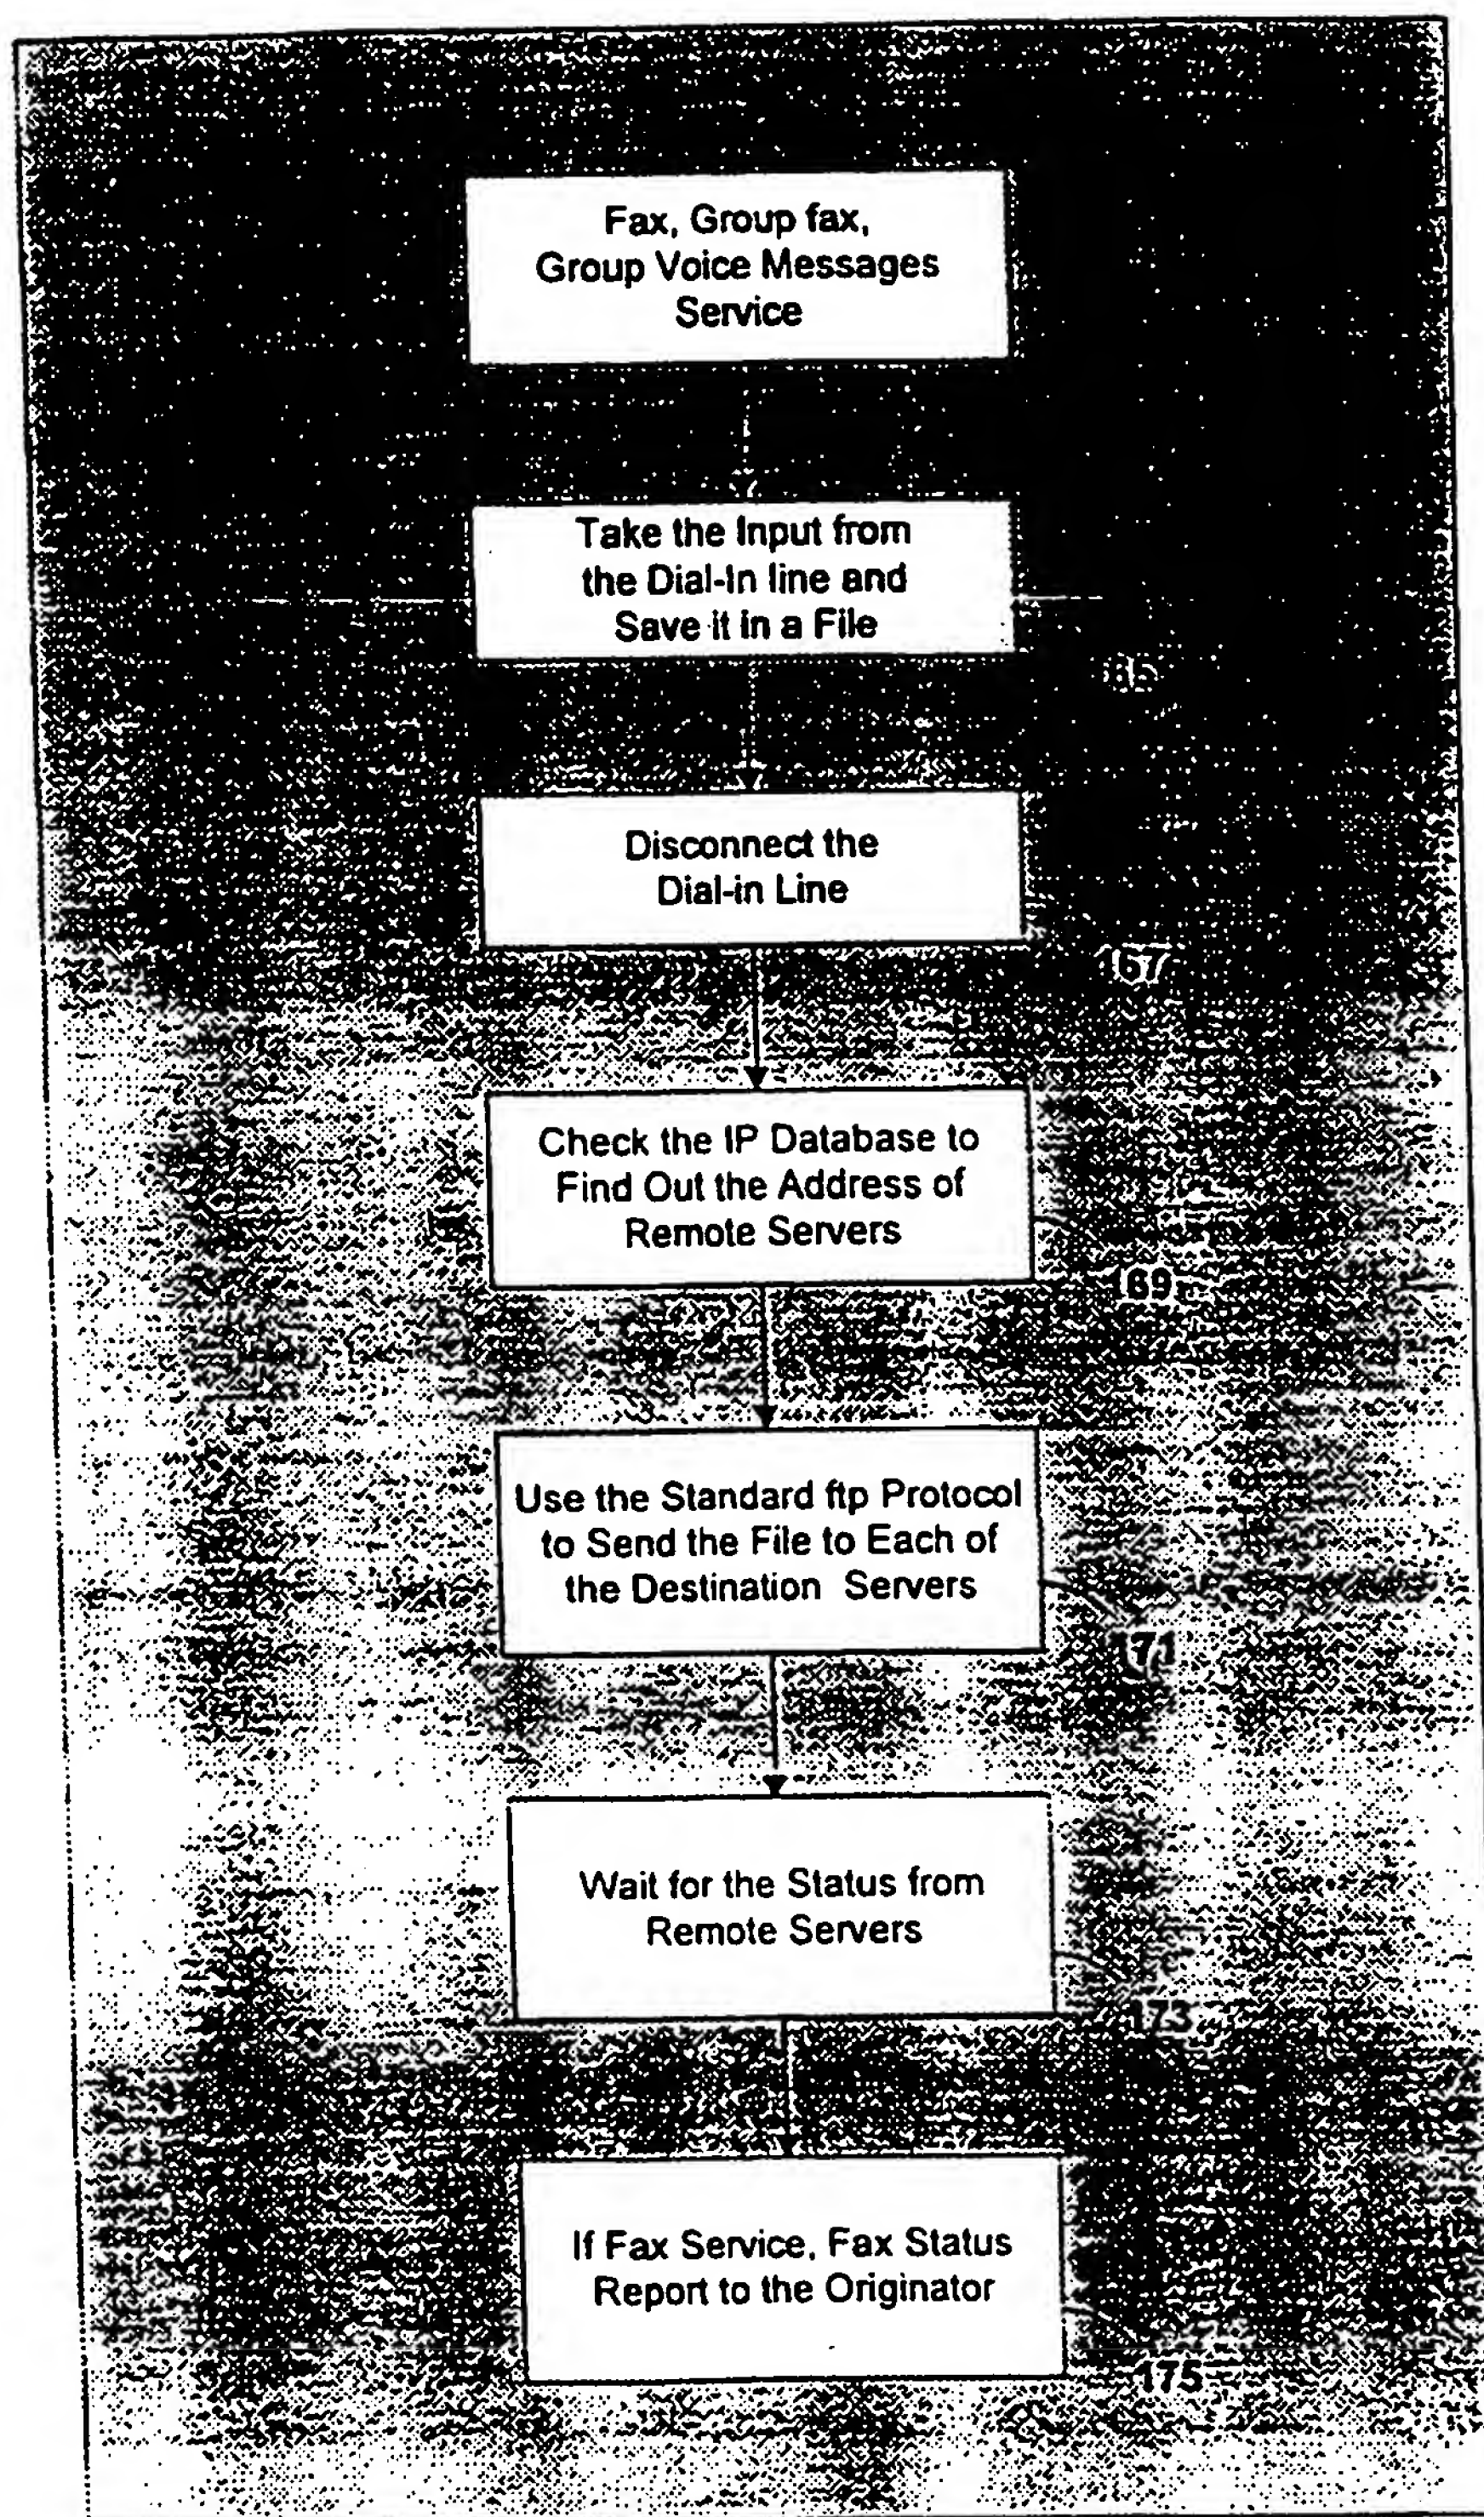 Fax, Group fax,
Group Voice Messages
Service
Take the Input from
the Dial-In line and
Save it in a File
Disconnect the
Dial-in Line
167
Check the IP Database to
Find Out the Address of
Remote Servers
169
Use the Standard ftp Protocol
to Send the File to Each of
the Destination Servers
171
Wait for the Status from
Remote Servers
173
If Fax Service, Fax Status
Report to the Originator
175